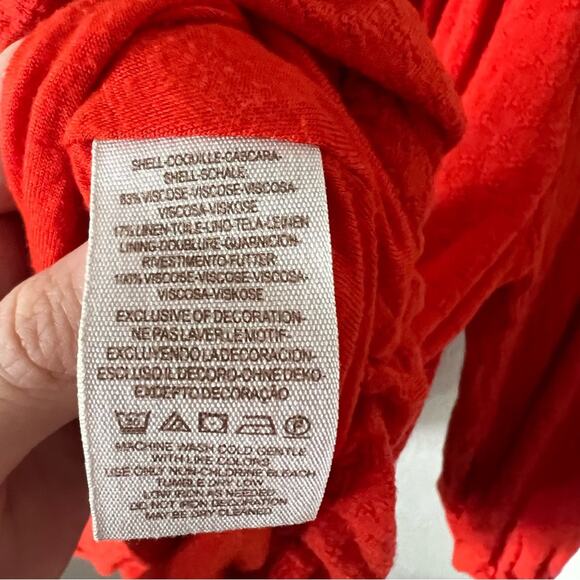 SHELL-COQUILLE-CASCARA-
SHELL-SCHALE.
83% VISCOSE-VISCOSE-VISCOSA-
VISCOSA-VISKOSE
17% LINEN-TOILE-LINO-TELA-LEINEN
LINING-DOUBLURE-GUARNICION-
RIVESTIMENTO-FUTTER
100% VISCOSE-VISCOSE-VISCOSA-
VISCOSA-VISKOSE
EXCLUSIVE OF DECORATION-
NE PAS LAVER LE MOTIF-
EXCLUYENDO LA DECORACION-
ESCLUSO IL DECORO-OHNE DEKO
EXDEPTO DECORAÇÃO
MACHINE WASH COLD GENTLE
WITH LIKE COLORS
USE ONLY NON-CHLORINE BLEACH
TUMBLE DRY LOW
LOW IRON AS NEEDED
DO NOT IRON DECORATION
MAY BE DRY CLEANED